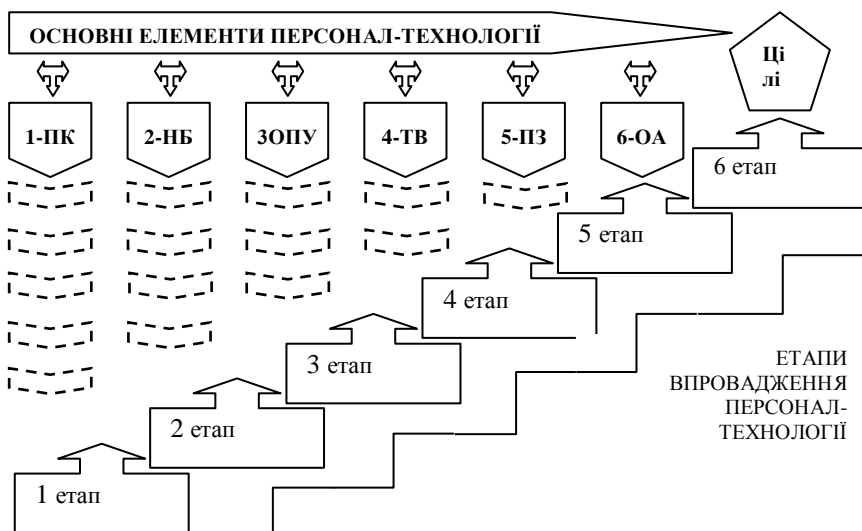 ОСНОВНІ ЕЛЕМЕНТИ ПЕРСОНАЛ-ТЕХНОЛОГІЇ
Ці
лі
1-ПК
2-НБ
3ОПУ
4-ТВ
5-ПЗ
6-ОА
6 етап
5 етап
4 етап
3 етап
2 етап
1 етап
ЕТАПИ
ВПРОВАДЖЕННЯ
ПЕРСОНАЛ-
ТЕХНОЛОГІЇ